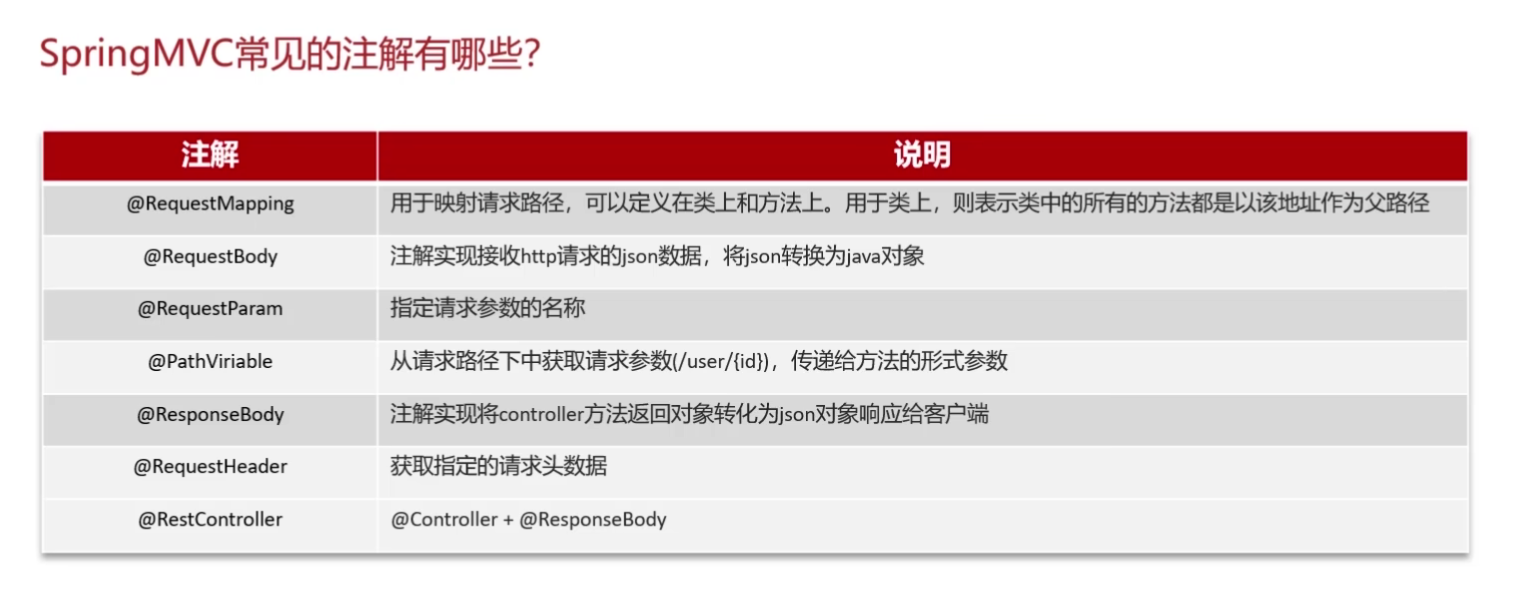 SpringMVC常见的注解有哪些?
注解 说明
@RequestMapping 用于映射请求路径，可以定义在类上和方法上。用于类上，则表示类中的所有的方法都是以该地址作为父路径
@RequestBody 注解实现接收http请求的json数据，将json转换为java对象
@RequestParam 指定请求参数的名称
@PathViriable 从请求路径下中获取请求参数(/user/{id})，传递给方法的形式参数
@ResponseBody 注解实现将controller方法返回对象转化为json对象响应给客户端
@RequestHeader 获取指定的请求头数据
@RestController @Controller + @ResponseBody